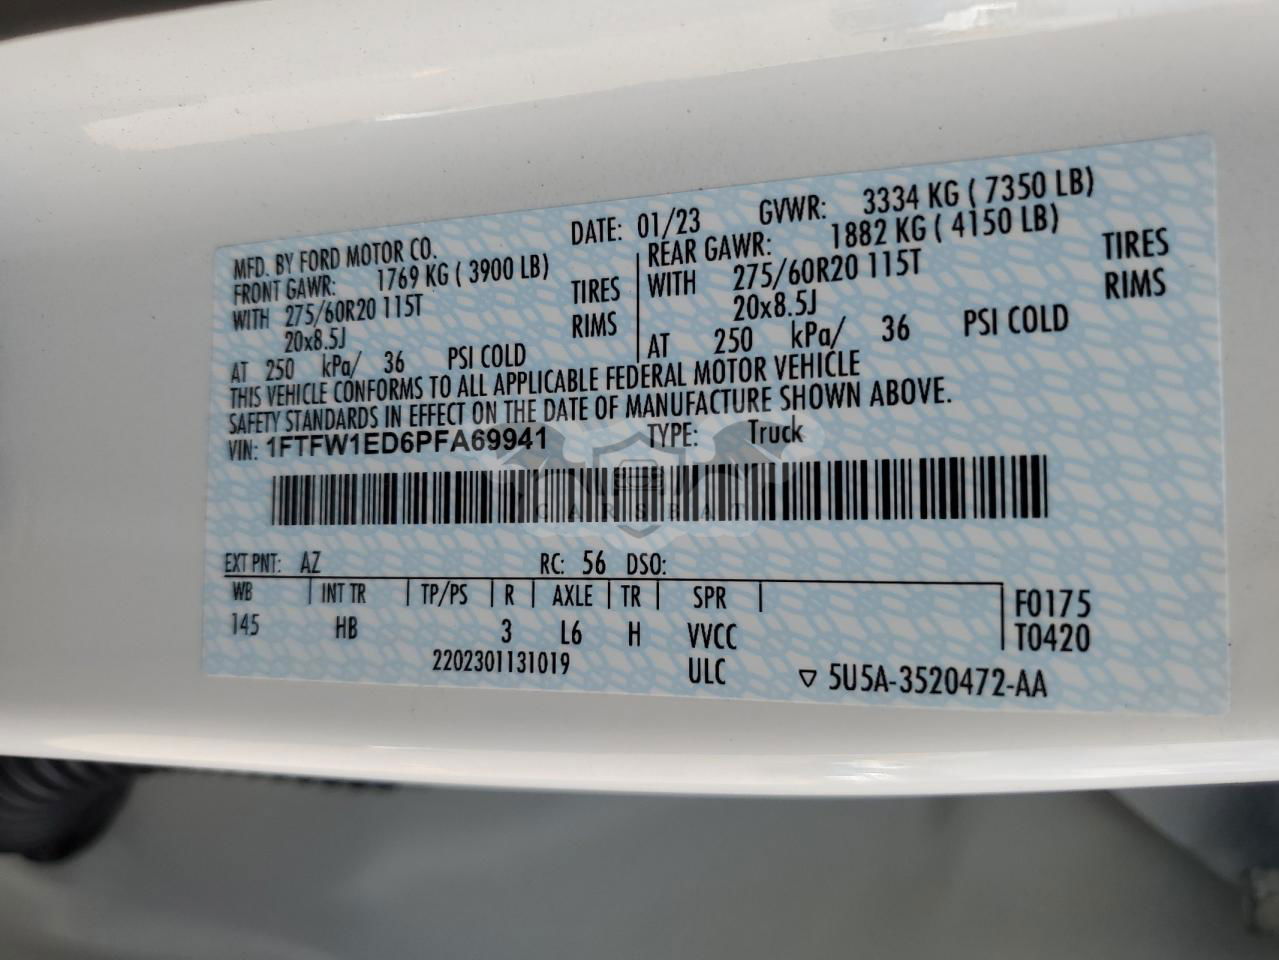 MFD. BY FORD MOTOR CO. DATE: 01/23 GVWR: 3334 KG ( 7350 LB)
FRONT GAWR: 1769 KG ( 3900 LB) REAR GAWR: 1882 KG ( 4150 LB)
WITH 275/60R20 115T TIRES WITH 275/60R20 115T TIRES
20x8.5J RIMS 20x8.5J RIMS
AT 250 kPa/ 36 PSI COLD AT 250 kPa/ 36 PSI COLD
THIS VEHICLE CONFORMS TO ALL APPLICABLE FEDERAL MOTOR VEHICLE
SAFETY STANDARDS IN EFFECT ON THE DATE OF MANUFACTURE SHOWN ABOVE.
VIN: 1FTFW1ED6PFA69941 TYPE: Truck
CARSBAD
EXT PNT: AZ RC: 56 DSO:
WB INT TR TP/PS R AXLE TR SPR F0175
145 HB 3 L6 H VVCC T0420
2202301131019 ULC ▽ 5U5A-3520472-AA